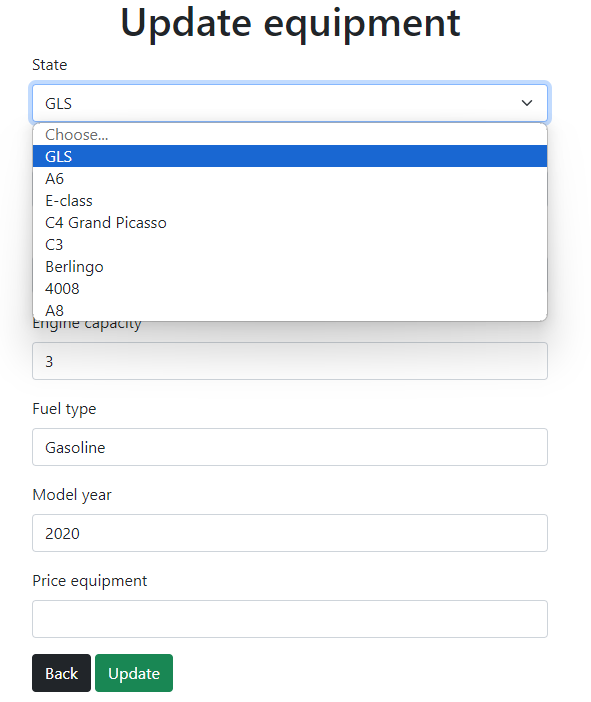 Update equipment
State
GLS
Choose...
GLS
A6
E-class
C4 Grand Picasso
C3
Berlingo
4008
A8
Engine capacity
3
Fuel type
Gasoline
Model year
2020
Price equipment
Back Update